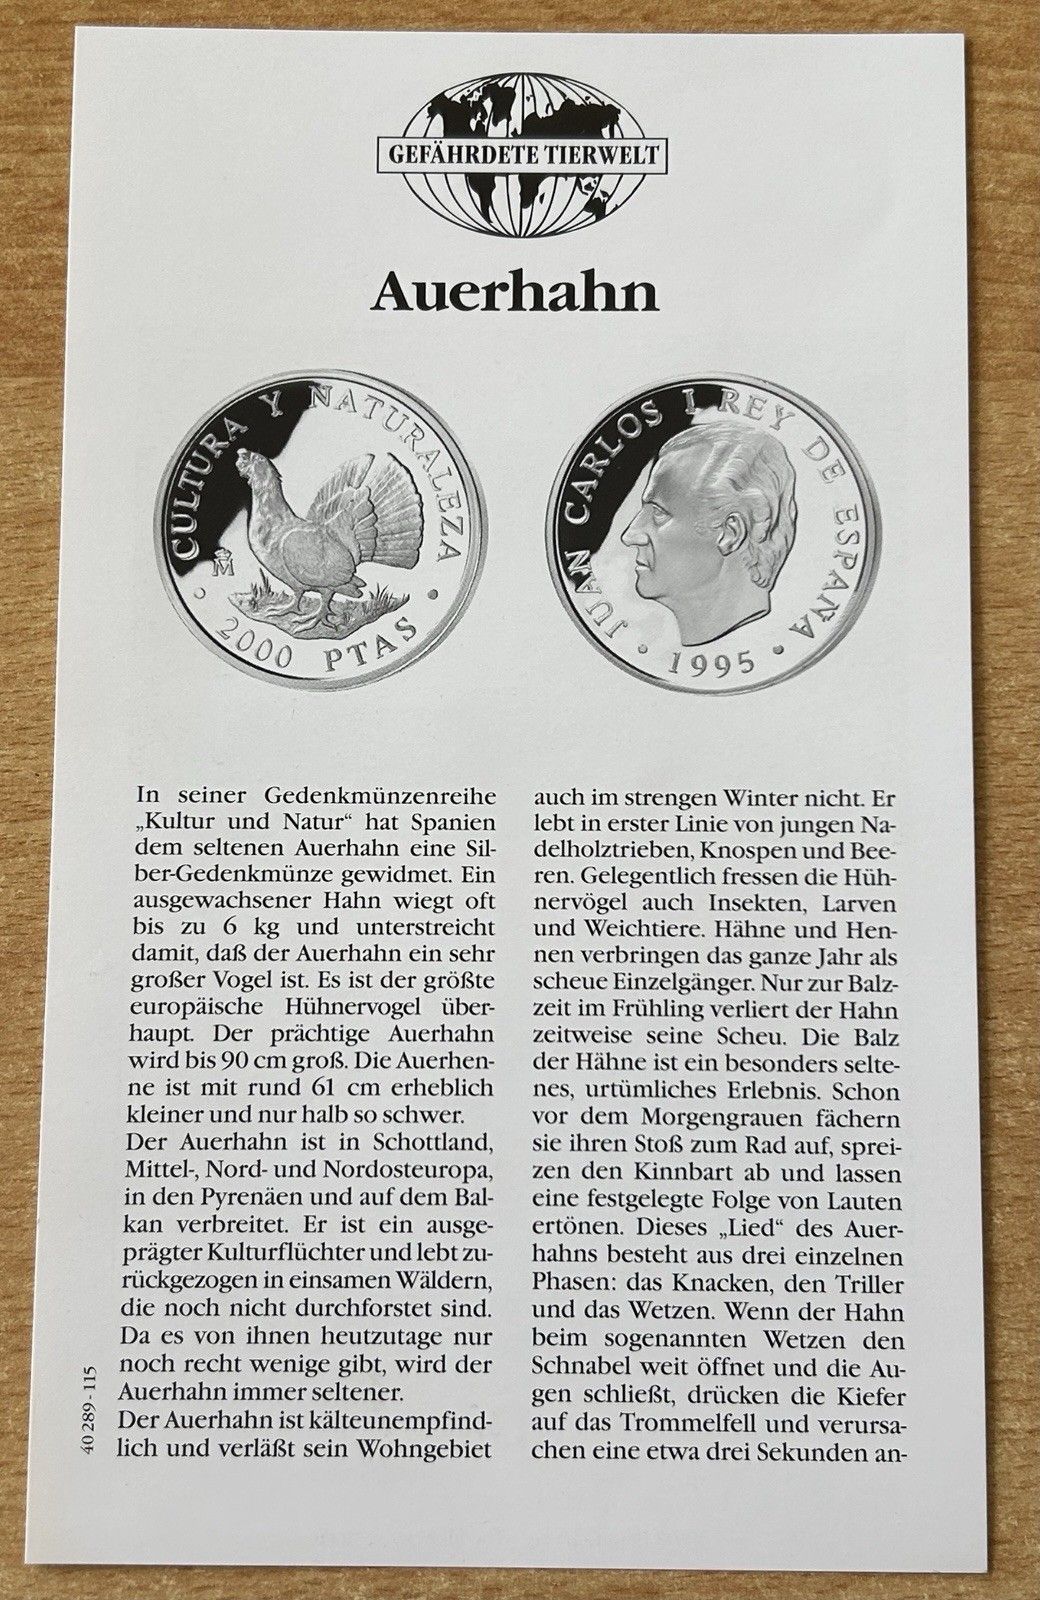 GEFÄHRDETE TIERWELT
Auerhahn
CULTURA Y NATURALEZA
M
2000 PTAS
JUAN CARLOS I REY DE ESPAÑA
1995
In seiner Gedenkmünzenreihe
„Kultur und Natur“ hat Spanien
dem seltenen Auerhahn eine Sil-
ber-Gedenkmünze gewidmet. Ein
ausgewachsener Hahn wiegt oft
bis zu 6 kg und unterstreicht
damit, daß der Auerhahn ein sehr
großer Vogel ist. Es ist der größte
europäische Hühnervogel über-
haupt. Der prächtige Auerhahn
wird bis 90 cm groß. Die Auerhen-
ne ist mit rund 61 cm erheblich
kleiner und nur halb so schwer.
Der Auerhahn ist in Schottland,
Mittel-, Nord- und Nordosteuropa,
in den Pyrenäen und auf dem Bal-
kan verbreitet. Er ist ein ausge-
prägter Kulturflüchter und lebt zu-
rückgezogen in einsamen Wäldern,
die noch nicht durchforstet sind.
Da es von ihnen heutzutage nur
noch recht wenige gibt, wird der
Auerhahn immer seltener.
Der Auerhahn ist kälteunempfind-
lich und verläßt sein Wohngebiet
auch im strengen Winter nicht. Er
lebt in erster Linie von jungen Na-
delholztrieben, Knospen und Bee-
ren. Gelegentlich fressen die Hüh-
nervögel auch Insekten, Larven
und Weichtiere. Hähne und Hen-
nen verbringen das ganze Jahr als
scheue Einzelgänger. Nur zur Balz-
zeit im Frühling verliert der Hahn
zeitweise seine Scheu. Die Balz
der Hähne ist ein besonders selte-
nes, urtümliches Erlebnis. Schon
vor dem Morgengrauen fächern
sie ihren Stoß zum Rad auf, sprei-
zen den Kinnbart ab und lassen
eine festgelegte Folge von Lauten
ertönen. Dieses „Lied“ des Auer-
hahns besteht aus drei einzelnen
Phasen: das Knacken, den Triller
und das Wetzen. Wenn der Hahn
beim sogenannten Wetzen den
Schnabel weit öffnet und die Au-
gen schließt, drücken die Kiefer
auf das Trommelfell und verursa-
chen eine etwa drei Sekunden an-
40 289 - 115